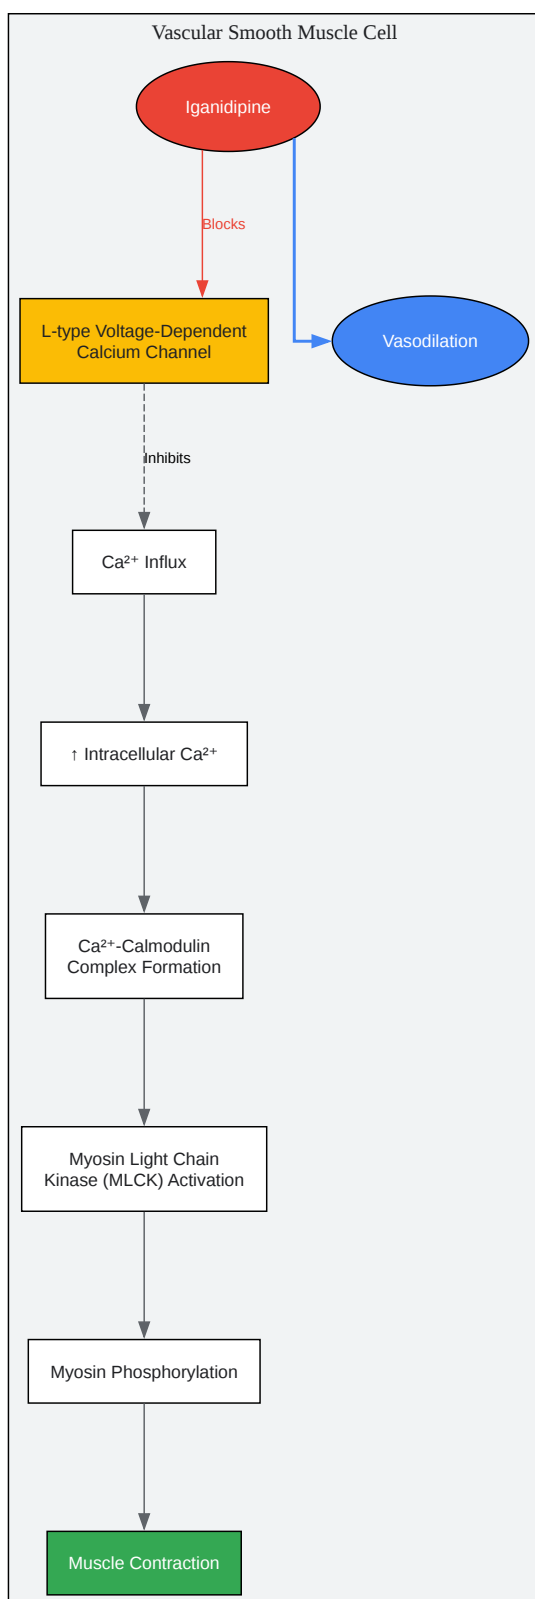 Vascular Smooth Muscle Cell
Iganidipine
Blocks
L-type Voltage-Dependent
Calcium Channel
Vasodilation
Inhibits
Ca²⁺ Influx
↑ Intracellular Ca²⁺
Ca²⁺-Calmodulin
Complex Formation
Myosin Light Chain
Kinase (MLCK) Activation
Myosin Phosphorylation
Muscle Contraction